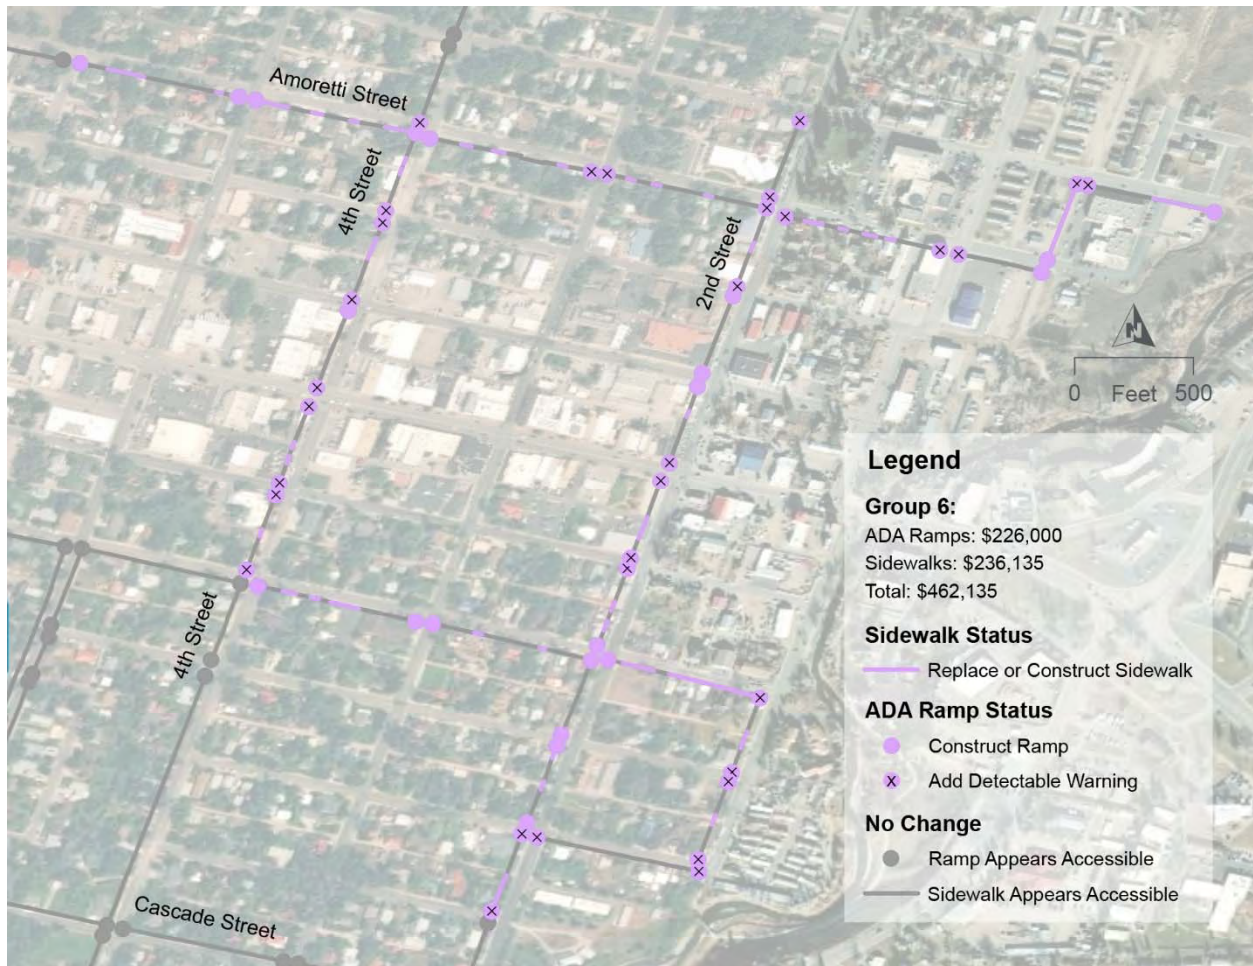 Amoretti Street
4th Street
2nd Street
N
0 Feet 500
Legend
Group 6:
ADA Ramps: $226,000
Sidewalks: $236,135
Total: $462,135
Sidewalk Status
Replace or Construct Sidewalk
4th Street
ADA Ramp Status
Construct Ramp
x Add Detectable Warning
No Change
Ramp Appears Accessible
Sidewalk Appears Accessible
Cascade Street